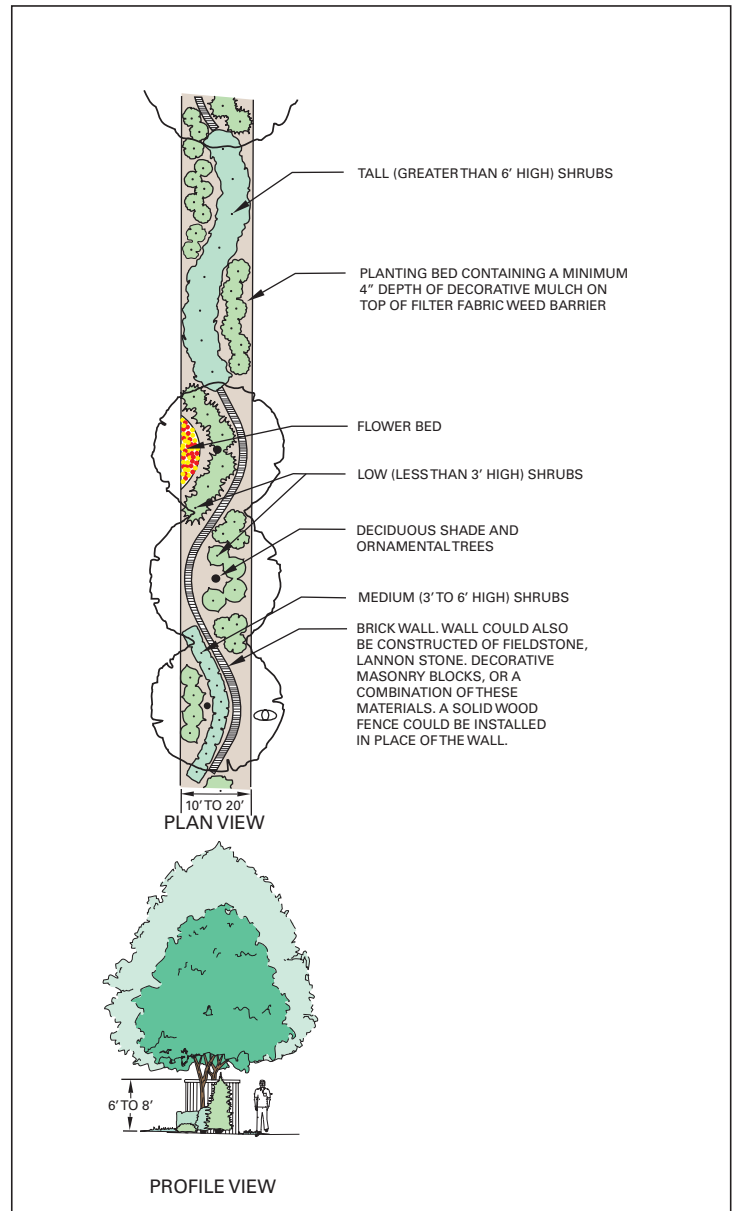 TALL (GREATER THAN 6' HIGH) SHRUBS
PLANTING BED CONTAINING A MINIMUM
4" DEPTH OF DECORATIVE MULCH ON
TOP OF FILTER FABRIC WEED BARRIER
FLOWER BED
LOW (LESS THAN 3' HIGH) SHRUBS
DECIDUOUS SHADE AND
ORNAMENTAL TREES
MEDIUM (3' TO 6' HIGH) SHRUBS
BRICK WALL. WALL COULD ALSO
BE CONSTRUCTED OF FIELDSTONE,
LANNON STONE. DECORATIVE
MASONRY BLOCKS, OR A
COMBINATION OF THESE
MATERIALS. A SOLID WOOD
FENCE COULD BE INSTALLED
IN PLACE OF THE WALL.
10' TO 20'
PLAN VIEW
6' TO 8'
PROFILE VIEW